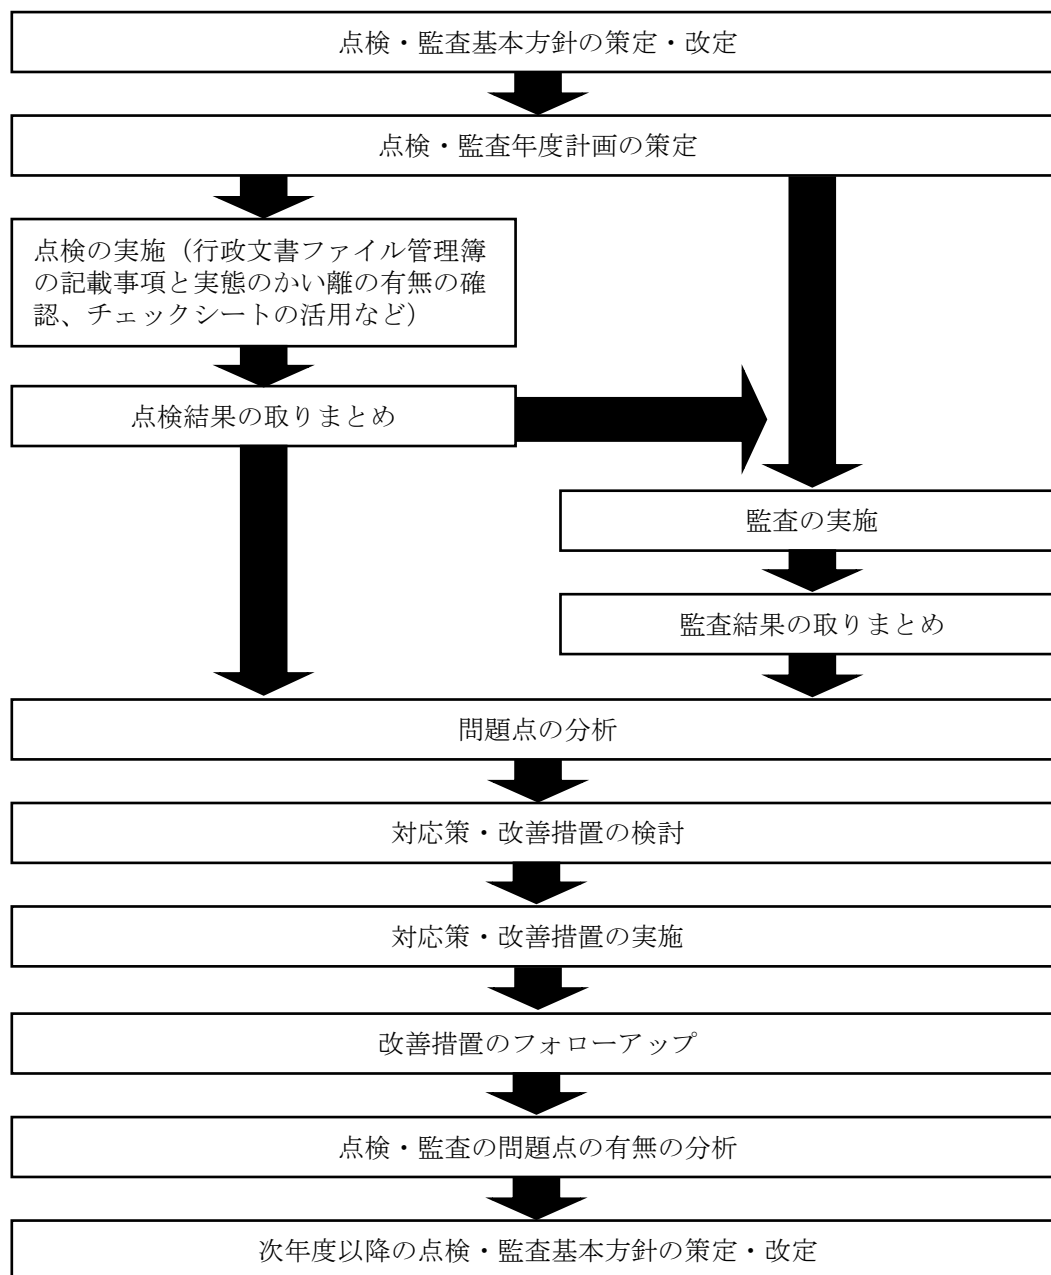 点検・監査基本方針の策定・改定
点検・監査年度計画の策定
点検の実施（行政文書ファイル管理簿
の記載事項と実態のかい離の有無の確
認、チェックシートの活用など）
点検結果の取りまとめ
監査の実施
監査結果の取りまとめ
問題点の分析
対応策・改善措置の検討
対応策・改善措置の実施
改善措置のフォローアップ
点検・監査の問題点の有無の分析
次年度以降の点検・監査基本方針の策定・改定